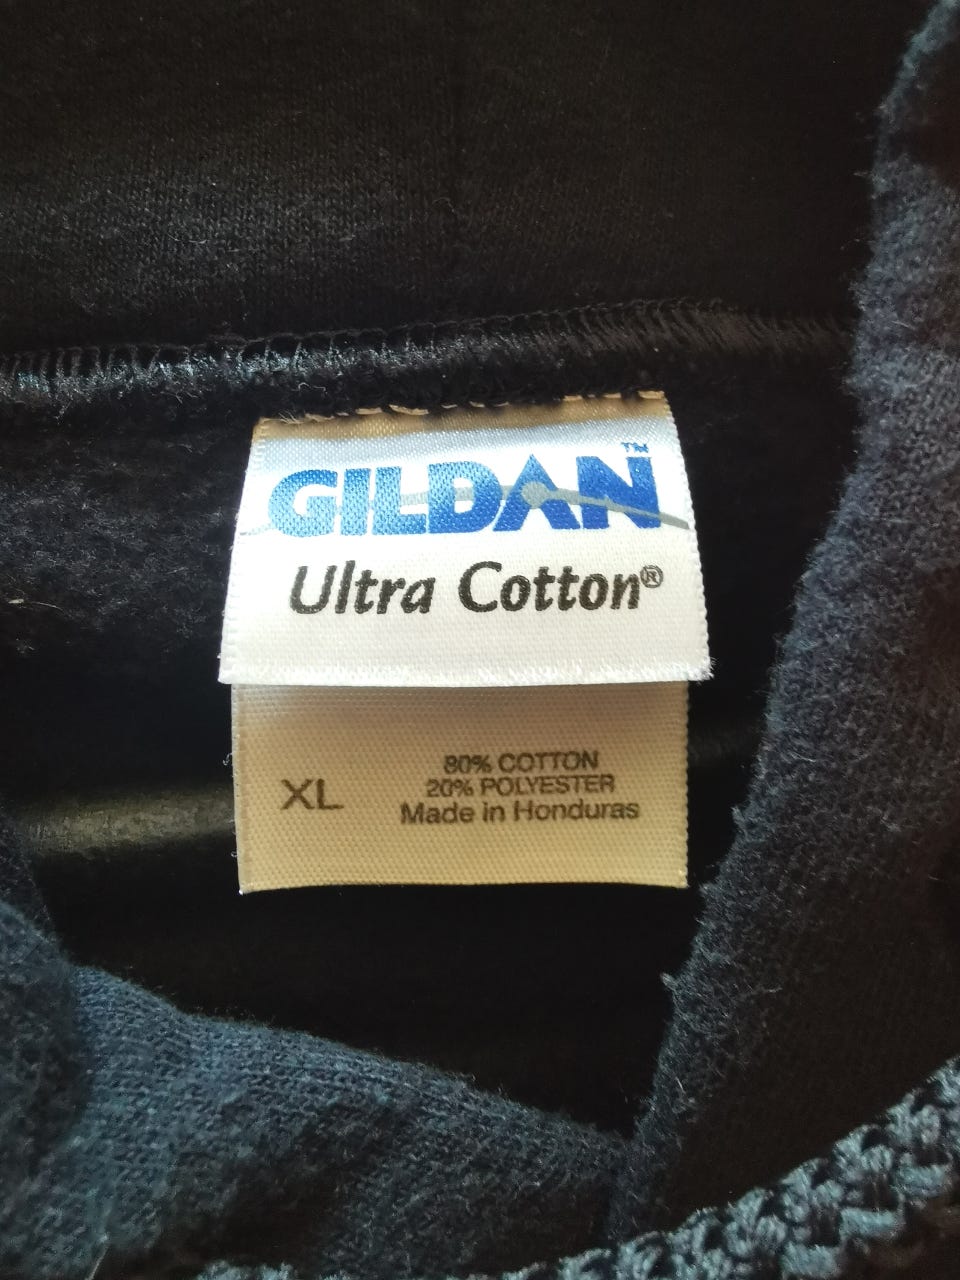 GILDAN™
Ultra Cotton®
XL
80% COTTON
20% POLYESTER
Made in Honduras